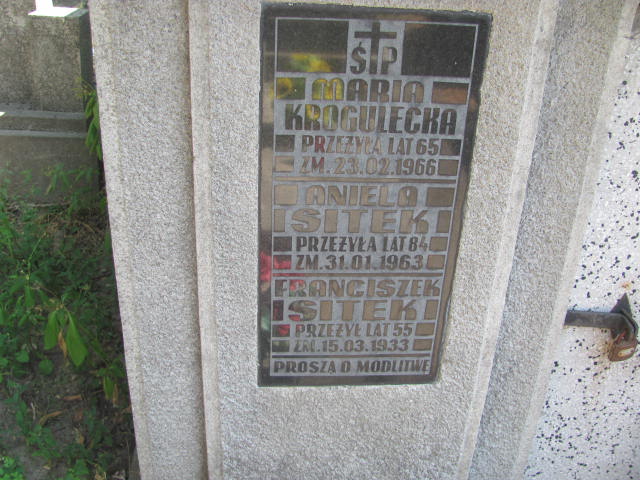 Ś P
MARIA
KROGULECKA
PRZEŻYŁA LAT 65
ZM. 23.02.1966
ANIELA
SITEK
PRZEŻYŁA LAT 84
ZM. 31.01.1963
FRANCISZEK
SITEK
PRZEŻYŁ LAT 55
ZM. 15.03.1933
PROSZĄ O MODLITWĘ